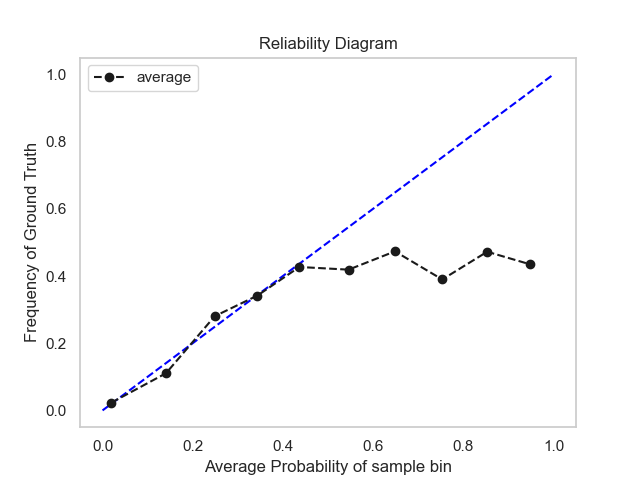 Reliability Diagram
average
Frequency of Ground Truth
1.0
0.8
0.6
0.4
0.2
0.0
0.0 0.2 0.4 0.6 0.8 1.0
Average Probability of sample bin